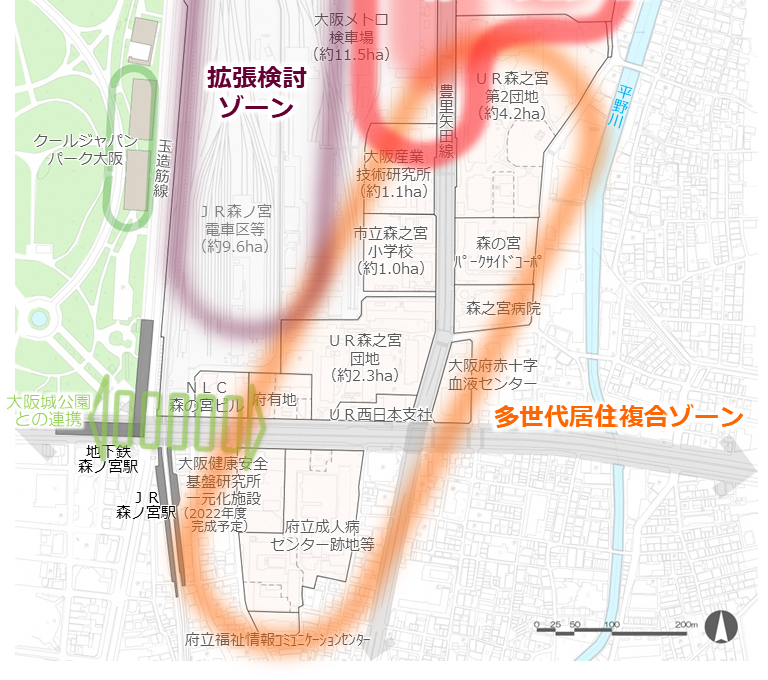 大阪メトロ
検車場
（約11.5ha）
拡張検討
ゾーン
ＵＲ森之宮
第2団地
（約4.2ha）
平野川
豊里矢田線
クールジャパン
パーク大阪
玉造筋線
大阪産業
技術研究所
（約1.1ha）
ＪＲ森ノ宮
電車区等
（約9.6ha）
市立森之宮
小学校
（約1.0ha）
森の宮
ﾊﾟｰｸサイドｺｰﾎﾟ
森之宮病院
ＵＲ森之宮
団地
（約2.3ha）
大阪府赤十字
血液センター
ＮＬＣ
森の宮ビル
府有地
大阪城公園
との連携
ＵＲ西日本支社
多世代居住複合ゾーン
地下鉄
森ノ宮駅
大阪健康安全
基盤研究所
一元化施設
（2022年度
完成予定）
ＪＲ
森ノ宮駅
府立成人病
センター跡地等
府立福祉情報ｺﾐｭﾆｹｰｼｮﾝｾﾝﾀｰ
0 25 50 100 200m